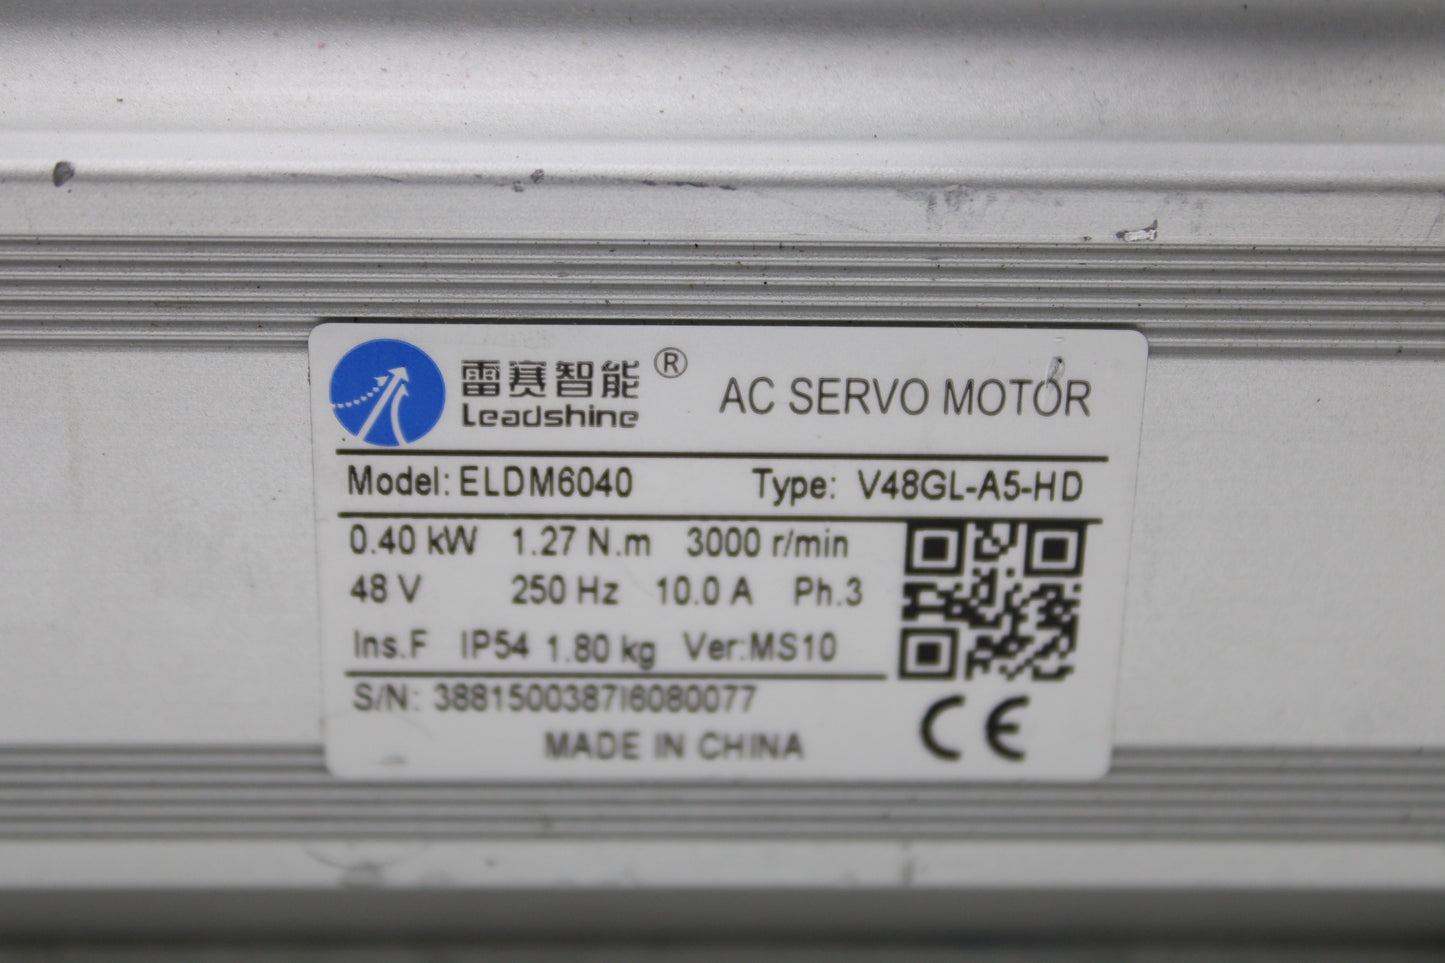 雷赛智能®
Leadshine
AC SERVO MOTOR
Model: ELDM6040 Type: V48GL-A5-HD
0.40 kW 1.27 N.m 3000 r/min
48 V 250 Hz 10.0 A Ph.3
Ins.F IP54 1.80 kg Ver:MS10
S/N: 3881500387I6080077
MADE IN CHINA
CE